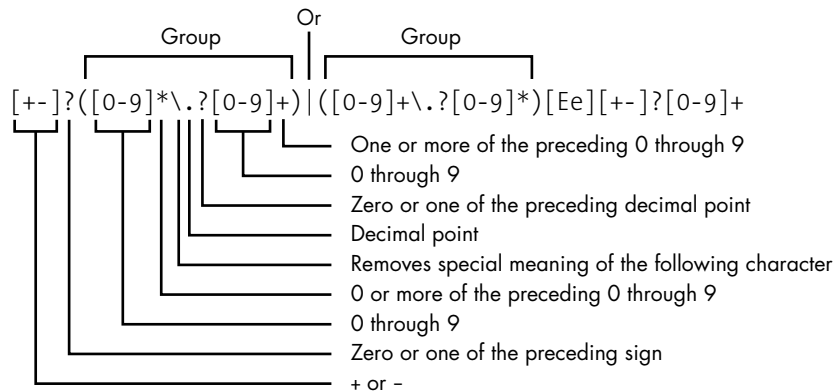 Or
Group Group
[+-]?([0-9]*\.?[0-9]+)|([0-9]+\.?[0-9]*)[Ee][+-]?[0-9]+
One or more of the preceding 0 through 9
0 through 9
Zero or one of the preceding decimal point
Decimal point
Removes special meaning of the following character
0 or more of the preceding 0 through 9
0 through 9
Zero or one of the preceding sign
+ or –